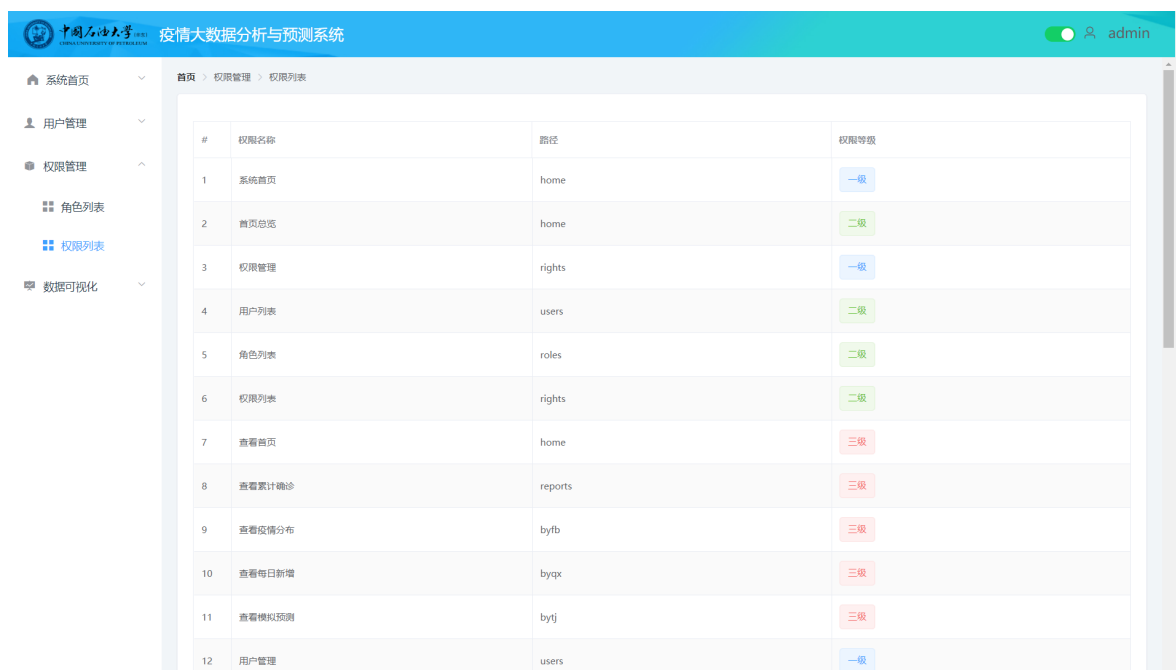 中国石油大学(华东) 疫情大数据分析与预测系统 admin
CHINA UNIVERSITY OF PETROLEUM
系统首页
用户管理
权限管理
角色列表
权限列表
数据可视化
首页 > 权限管理 > 权限列表
# 权限名称 路径 权限等级
1 系统首页 home 一级
2 首页总览 home 二级
3 权限管理 rights 一级
4 用户列表 users 二级
5 角色列表 roles 二级
6 权限列表 rights 二级
7 查看首页 home 三级
8 查看累计确诊 reports 三级
9 查看疫情分布 byfb 三级
10 查看每日新增 byqx 三级
11 查看模拟预测 bytj 三级
12 用户管理 users 一级